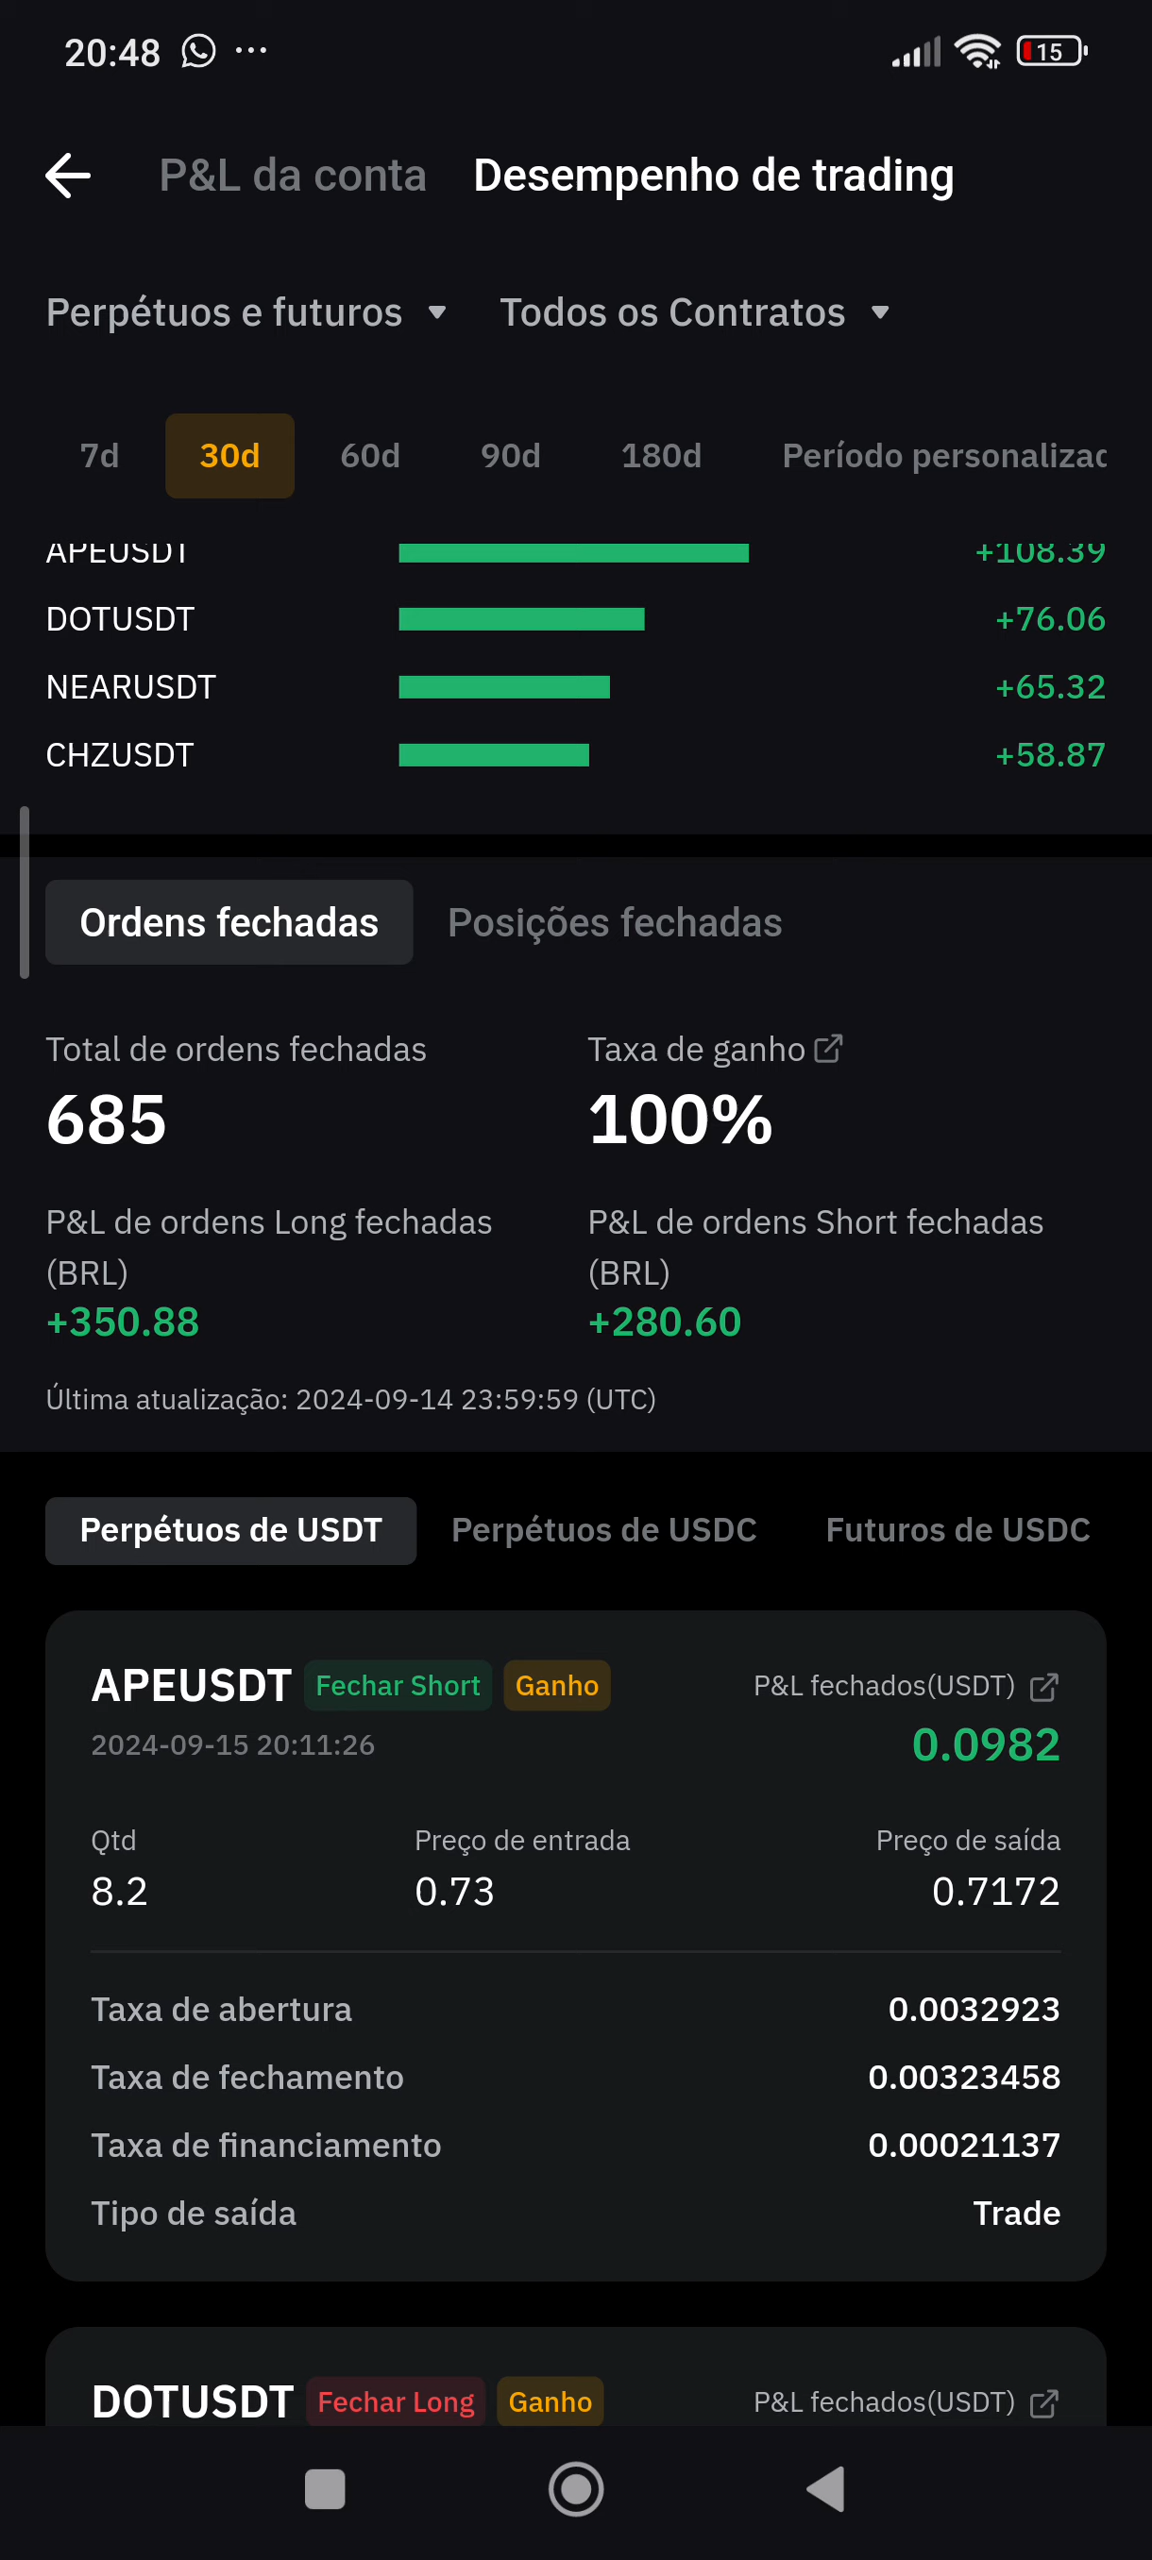 20:48
15
P&L da conta Desempenho de trading
Perpétuos e futuros Todos os Contratos
7d 30d 60d 90d 180d Período personalizac
APEUSDT +108.39
DOTUSDT +76.06
NEARUSDT +65.32
CHZUSDT +58.87
Ordens fechadas Posições fechadas
Total de ordens fechadas Taxa de ganho
685 100%
P&L de ordens Long fechadas P&L de ordens Short fechadas
(BRL) (BRL)
+350.88 +280.60
Última atualização: 2024-09-14 23:59:59 (UTC)
Perpétuos de USDT Perpétuos de USDC Futuros de USDC
APEUSDT Fechar Short Ganho P&L fechados(USDT)
2024-09-15 20:11:26 0.0982
Qtd Preço de entrada Preço de saída
8.2 0.73 0.7172
Taxa de abertura 0.0032923
Taxa de fechamento 0.00323458
Taxa de financiamento 0.00021137
Tipo de saída Trade
DOTUSDT Fechar Long Ganho P&L fechados(USDT)